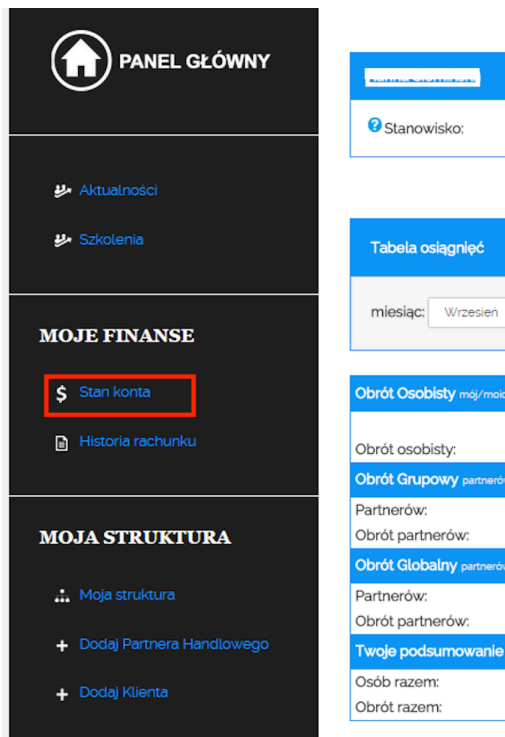 PANEL GŁÓWNY
Aktualności
Szkolenia
MOJE FINANSE
Stan konta
Historia rachunku
MOJA STRUKTURA
Moja struktura
Dodaj Partnera Handlowego
Dodaj Klienta
Stanowisko:
Tabela osiągnięć
miesiąc: Wrzesień
Obrót Osobisty
Obrót osobisty:
Obrót Grupowy
Partnerów:
Obrót partnerów:
Obrót Globalny
Partnerów:
Obrót partnerów:
Twoje podsumowanie
Osób razem:
Obrót razem: